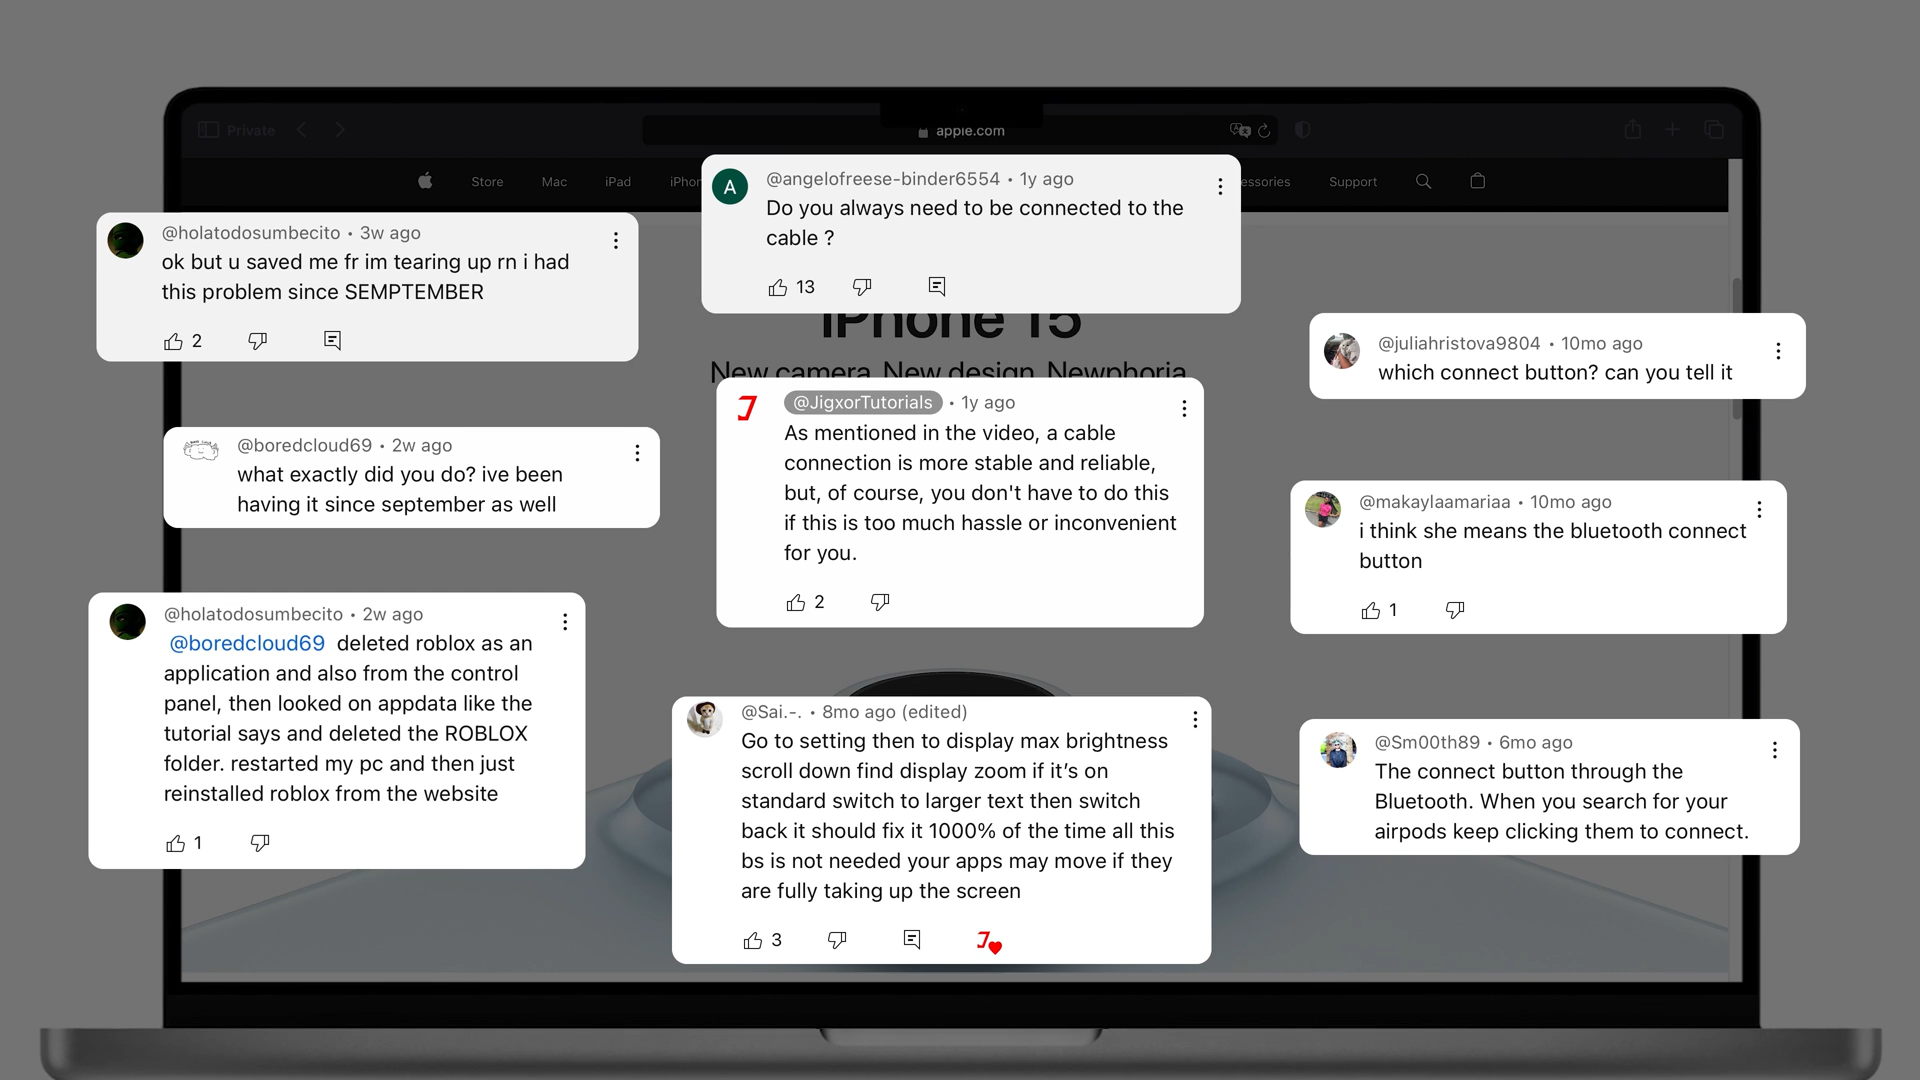 Private
apple.com
Store
Mac
iPad
Support
@angelofreese-binder6554 • 1y ago
Do you always need to be connected to the
cable ?
13
@holatodosumbecito • 3w ago
ok but u saved me fr im tearing up rn i had
this problem since SEMPTEMBER
2
iPhone 15
New camera. New design. Newphoria.
@juliahristova9804 • 10mo ago
which connect button? can you tell it
@JigxorTutorials • 1y ago
As mentioned in the video, a cable
connection is more stable and reliable,
but, of course, you don't have to do this
if this is too much hassle or inconvenient
for you.
2
@boredcloud69 • 2w ago
what exactly did you do? ive been
having it since september as well
@makaylaamariaa • 10mo ago
i think she means the bluetooth connect
button
1
@holatodosumbecito • 2w ago
@boredcloud69 deleted roblox as an
application and also from the control
panel, then looked on appdata like the
tutorial says and deleted the ROBLOX
folder. restarted my pc and then just
reinstalled roblox from the website
1
@Sai.-. • 8mo ago (edited)
Go to setting then to display max brightness
scroll down find display zoom if it’s on
standard switch to larger text then switch
back it should fix it 1000% of the time all this
bs is not needed your apps may move if they
are fully taking up the screen
3
@Sm00th89 • 6mo ago
The connect button through the
Bluetooth. When you search for your
airpods keep clicking them to connect.